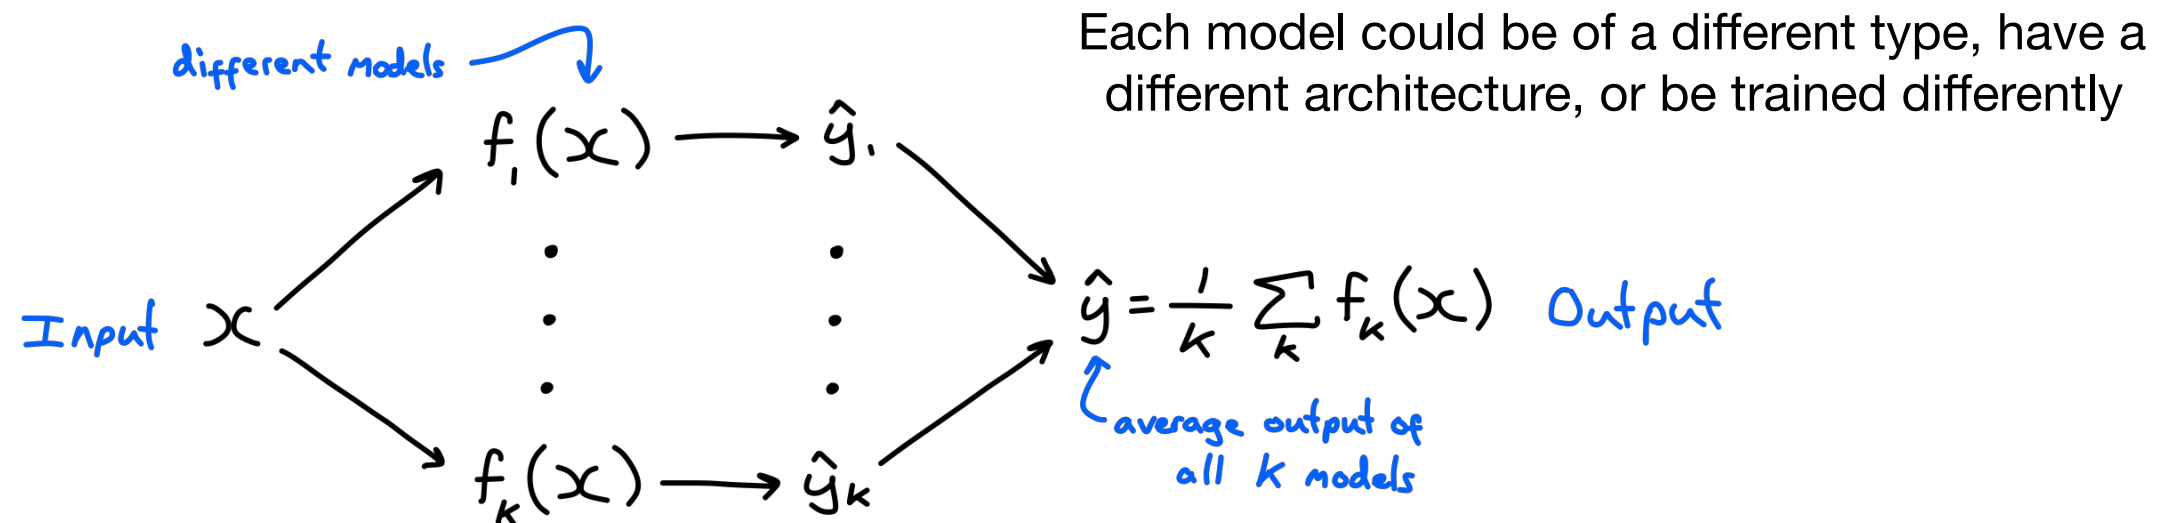 Each model could be of a different type, have a
different architecture, or be trained differently
different models
f₁(x) → ŷ₁
Input x
ŷ = 1/K ∑ₖ fₖ(x) Output
average output of
all K models
fₖ(x) → ŷₖ